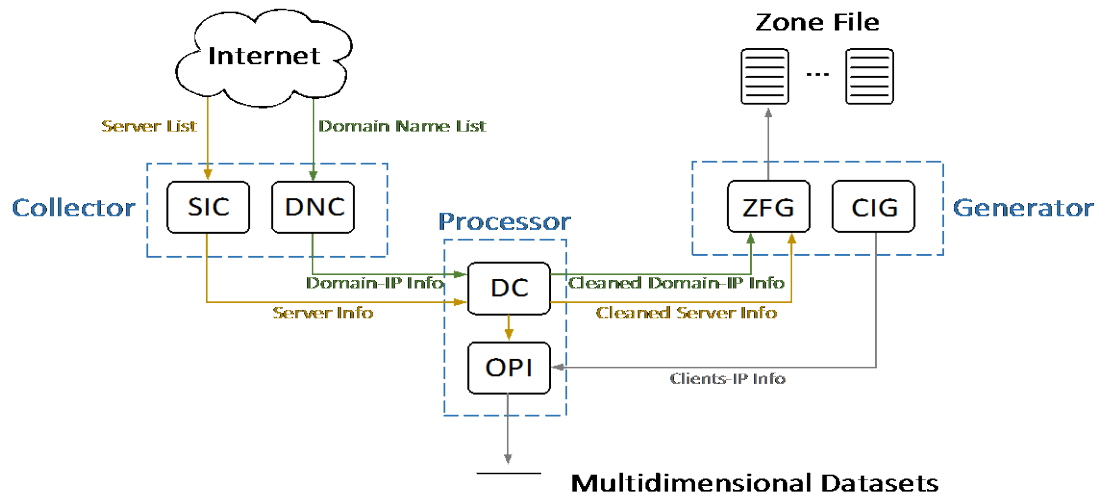 Zone File
Internet
...
Server List
Domain Name List
Collector
SIC
DNC
Processor
ZFG
CIG
Generator
Domain-IP Info
DC
Cleaned Domain-IP Info
Server Info
Cleaned Server Info
OPI
Clients-IP Info
Multidimensional Datasets